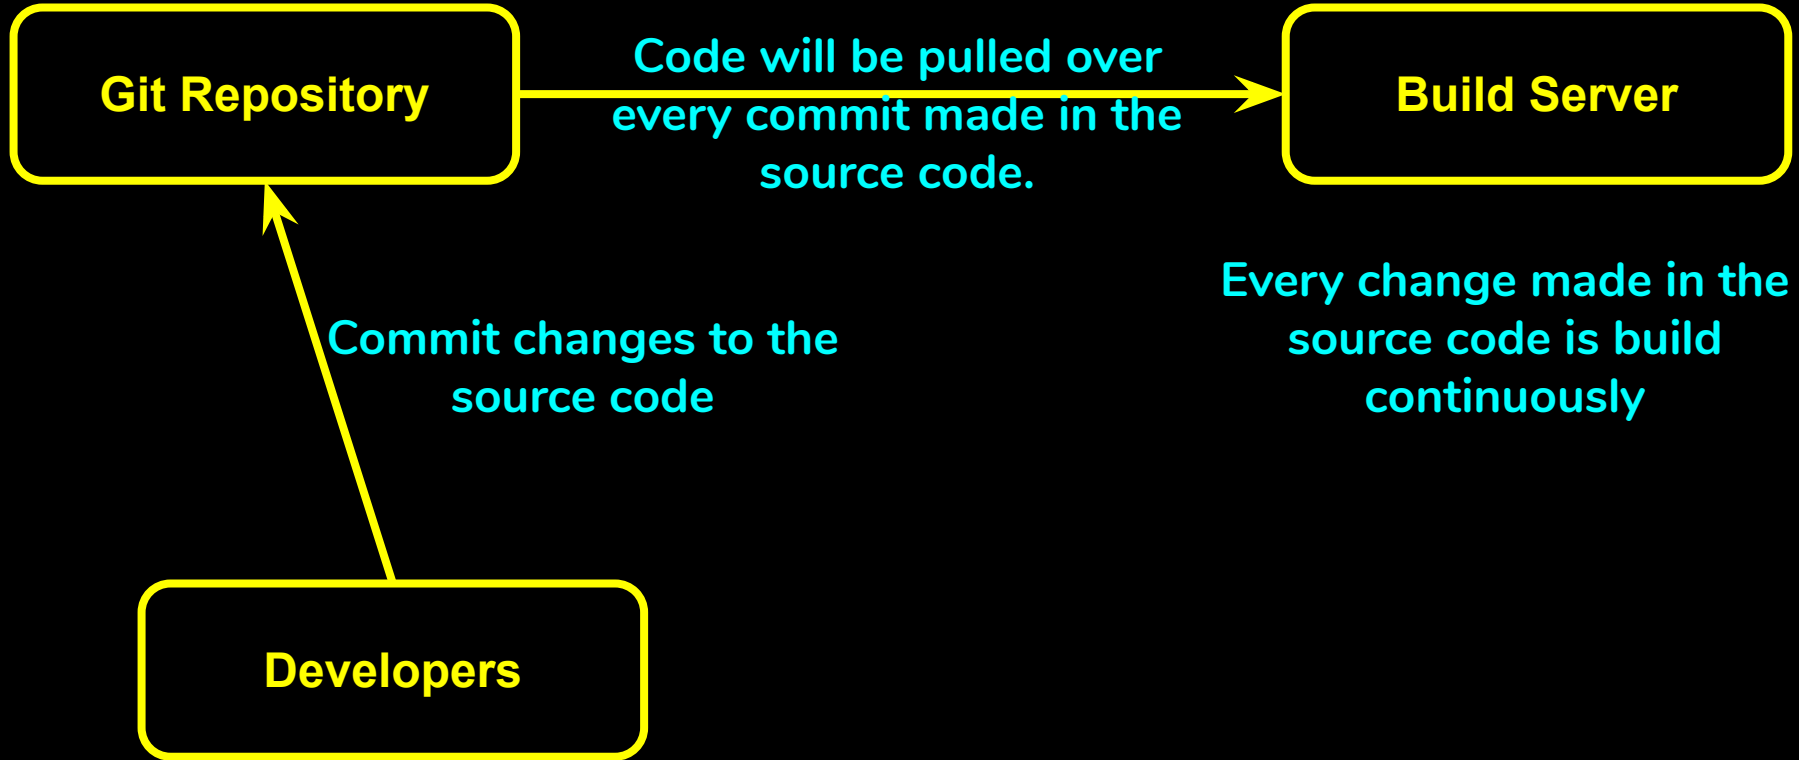 Git Repository
Code will be pulled over
every commit made in the
source code.
Build Server
Every change made in the
source code is build
continuously
Commit changes to the
source code
Developers